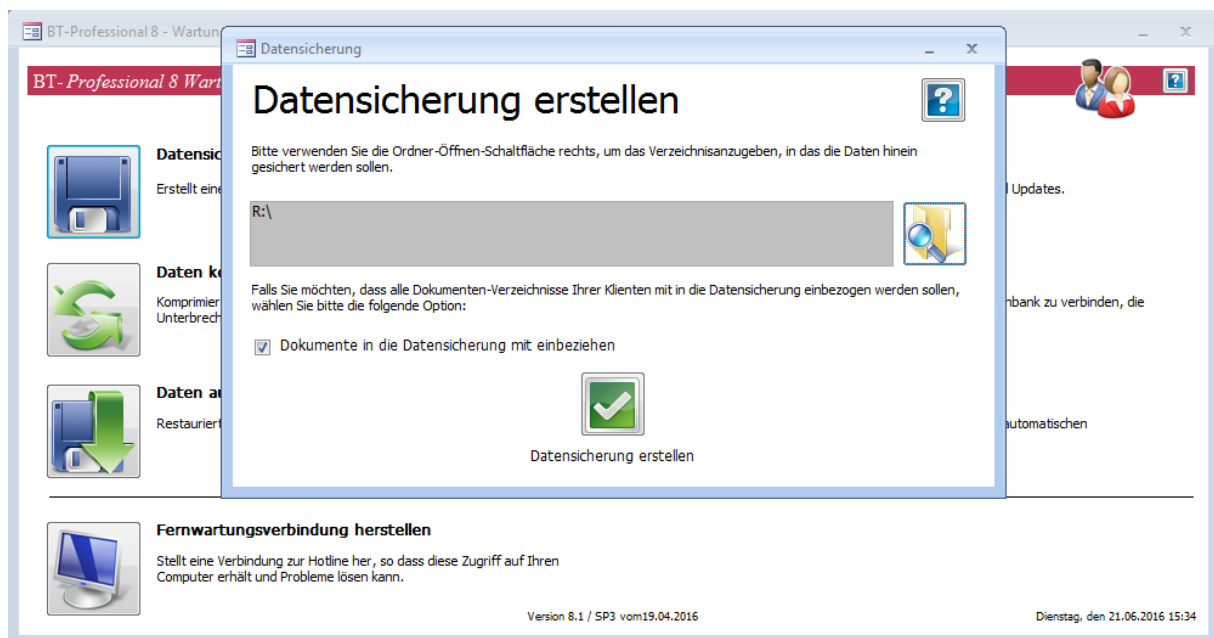 BT-Professional 8 - Wartun
Datensicherung
BT- Professional 8 Wart
Datensicherung erstellen
Bitte verwenden Sie die Ordner-Öffnen-Schaltfläche rechts, um das Verzeichnisanzugeben, in das die Daten hinein
gesichert werden sollen.
R:\
Falls Sie möchten, dass alle Dokumenten-Verzeichnisse Ihrer Klienten mit in die Datensicherung einbezogen werden sollen,
wählen Sie bitte die folgende Option:
Dokumente in die Datensicherung mit einbeziehen
Datensicherung erstellen
Datensic
Erstellt eine
Updates.
Daten ko
Komprimier
nbank zu verbinden, die
Unterbrech
Daten au
Restauriert
automatischen
Fernwartungsverbindung herstellen
Stellt eine Verbindung zur Hotline her, so dass diese Zugriff auf Ihren
Computer erhält und Probleme lösen kann.
Version 8.1 / SP3 vom19.04.2016
Dienstag, den 21.06.2016 15:34